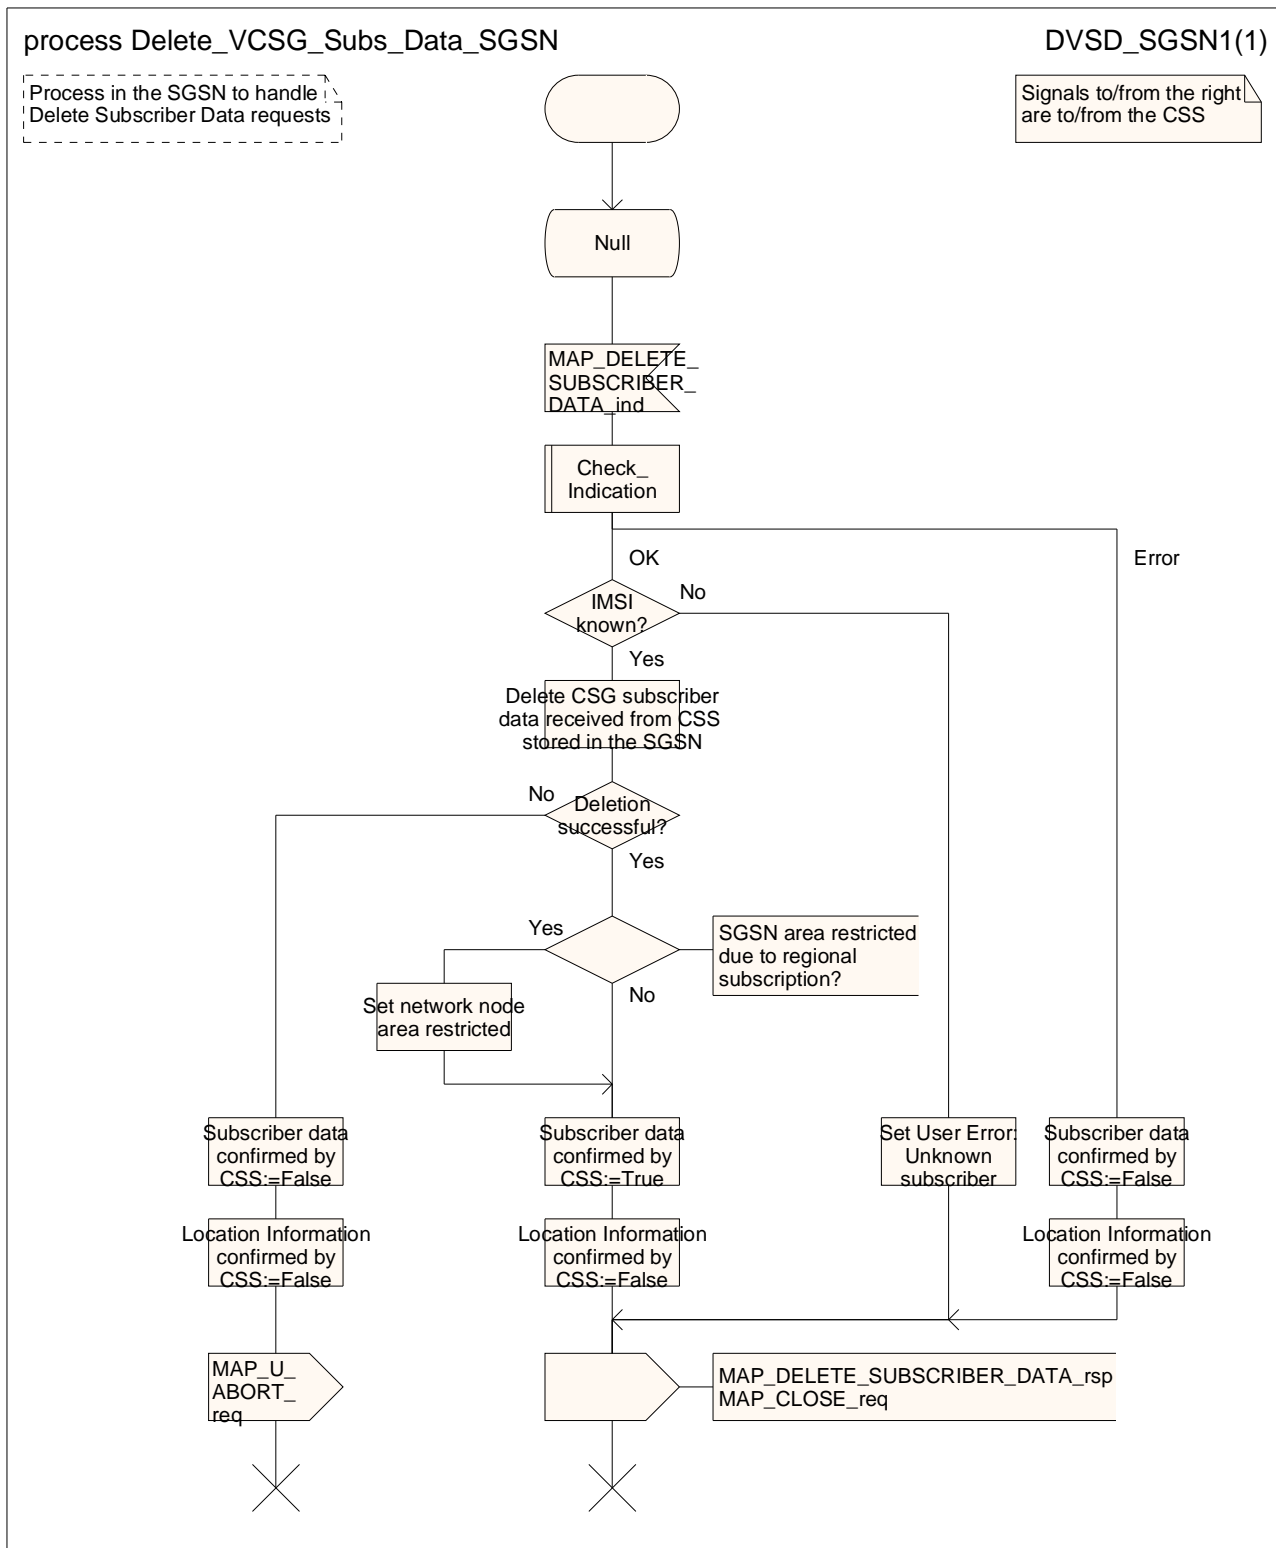 process Delete_VCSG_Subs_Data_SGSN
DVSD_SGSN1(1)
Process in the SGSN to handle
Delete Subscriber Data requests
Signals to/from the right
are to/from the CSS
Null
MAP_DELETE_
SUBSCRIBER_
DATA_ind
Check_
Indication
OK
Error
IMSI
known?
No
Yes
Delete CSG subscriber
data received from CSS
stored in the SGSN
No
Deletion
successful?
Yes
Yes
SGSN area restricted
due to regional
subscription?
No
Set network node
area restricted
Subscriber data
confirmed by
CSS:=False
Subscriber data
confirmed by
CSS:=True
Set User Error:
Unknown
subscriber
Subscriber data
confirmed by
CSS:=False
Location Information
confirmed by
CSS:=False
Location Information
confirmed by
CSS:=False
Location Information
confirmed by
CSS:=False
MAP_U_
ABORT_
req
MAP_DELETE_SUBSCRIBER_DATA_rsp
MAP_CLOSE_req